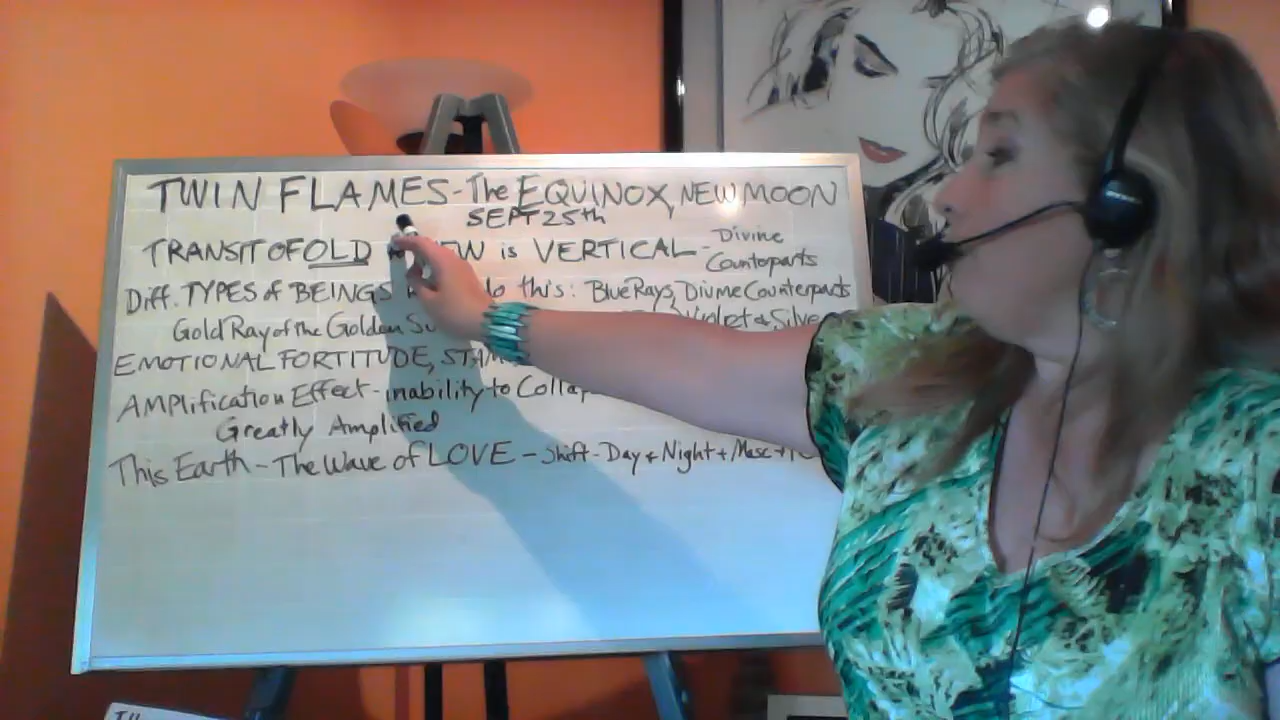 TWIN FLAMES - The EQUINOX, NEW MOON
SEPT 25th
TRANSIT OF OLD is VERTICAL - Divine
Counterparts
Diff. TYPES of BEINGS this: Blue Rays, Divine Counterparts
Gold Ray of the Golden Violet &
EMOTIONAL FORTITUDE,
AMPlification Effect - inability to
Greatly Amplified
This Earth - The Wave of LOVE - Shift - Day & Night + Masc +